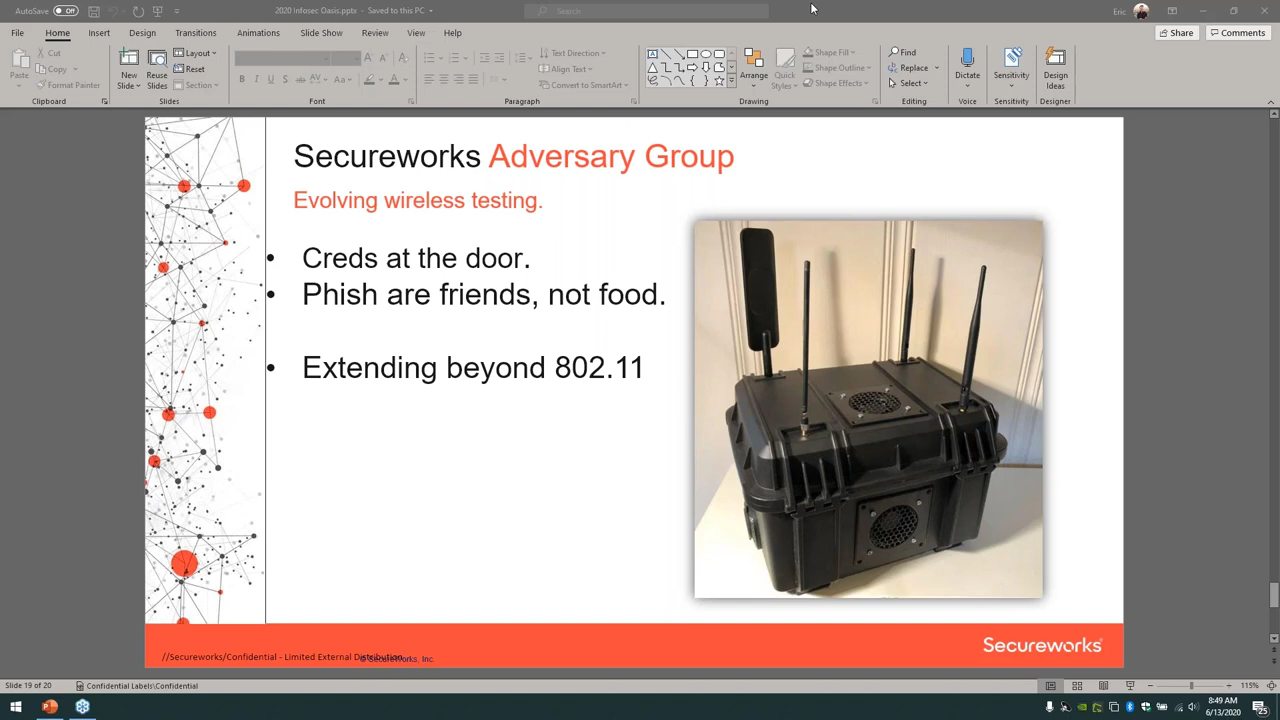 AutoSave Off
2020 Infosec Oasis.pptx - Saved to this PC
Search
Eric
File Home Insert Design Transitions Animations Slide Show Review View Help
Share Comments
Paste
Cut
Copy
Format Painter
Clipboard
New Slide
Reuse Slides
Layout
Reset
Section
Slides
B I U S ab AV Aa A
Font
Text Direction
Align Text
Convert to SmartArt
Paragraph
Arrange
Quick Styles
Shape Fill
Shape Outline
Shape Effects
Drawing
Find
Replace
Select
Editing
Dictate
Voice
Sensitivity
Sensitivity
Design Ideas
Designer
Secureworks Adversary Group
Evolving wireless testing.
• Creds at the door.
• Phish are friends, not food.
• Extending beyond 802.11
//Secureworks/Confidential - Limited External Distribution
© SecureWorks, Inc.
Secureworks
Slide 19 of 20
Confidential Labels\Confidential
115%
8:49 AM
6/13/2020